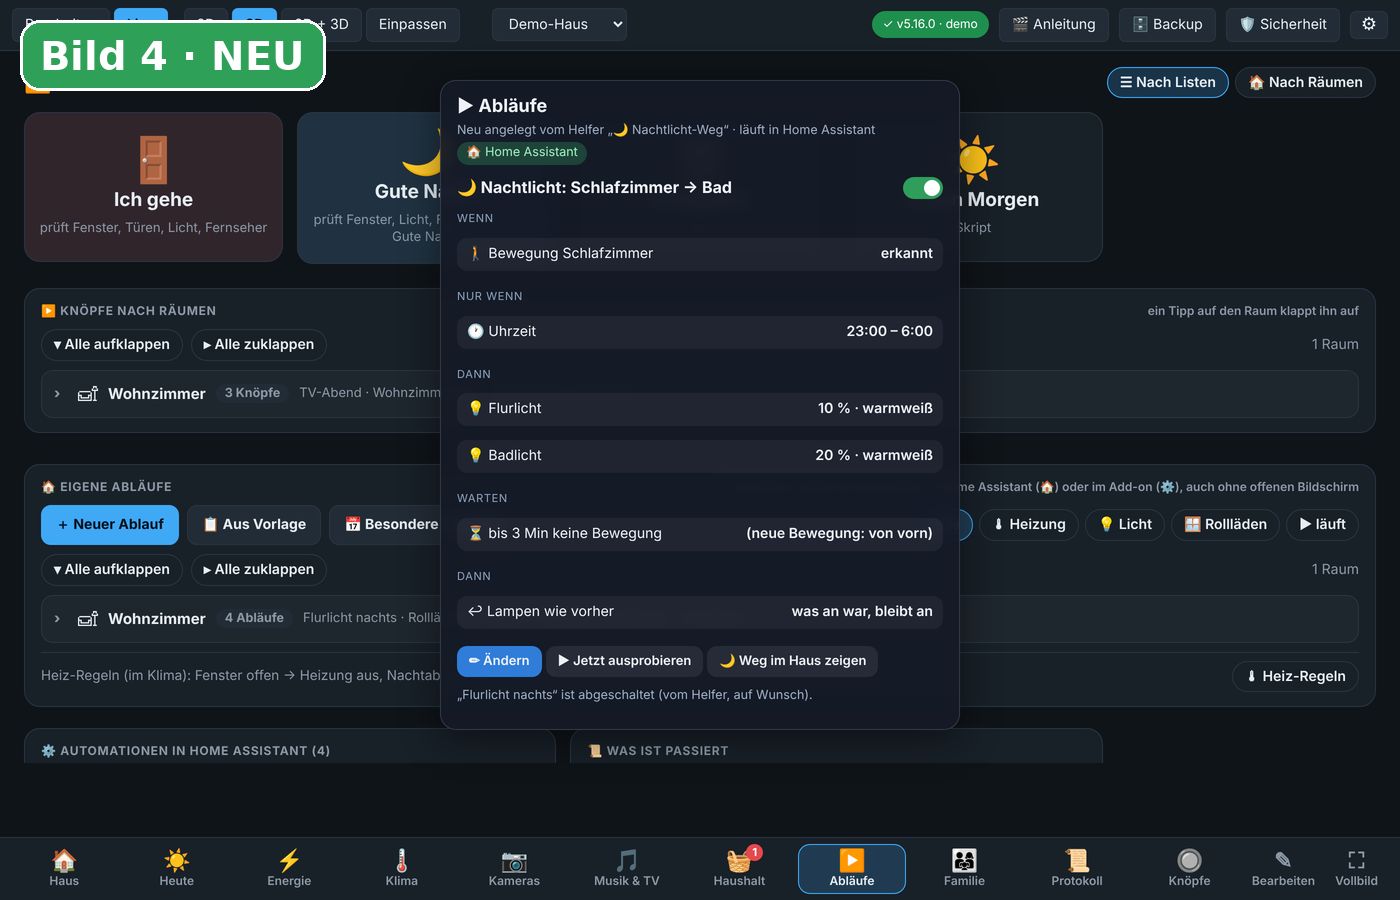 Bild 4 · NEU
+ 3D
Einpassen
Demo-Haus
✓ v5.16.0 · demo
🎬 Anleitung
🗄️ Backup
🛡️ Sicherheit
☰ Nach Listen
🏠 Nach Räumen
Ich gehe
prüft Fenster, Türen, Licht, Fernseher
Gute Na
prüft Fenster, Licht,
Gute Na
Morgen
Skript
▶ Abläufe
Neu angelegt vom Helfer „🌙 Nachtlicht-Weg“ · läuft in Home Assistant
🏠 Home Assistant
🌙 Nachtlicht: Schlafzimmer → Bad
WENN
🚶 Bewegung Schlafzimmer erkannt
NUR WENN
🕐 Uhrzeit 23:00 – 6:00
DANN
💡 Flurlicht 10 % · warmweiß
💡 Badlicht 20 % · warmweiß
WARTEN
⏳ bis 3 Min keine Bewegung (neue Bewegung: von vorn)
DANN
↩ Lampen wie vorher was an war, bleibt an
✏ Ändern
▶ Jetzt ausprobieren
🌙 Weg im Haus zeigen
„Flurlicht nachts“ ist abgeschaltet (vom Helfer, auf Wunsch).
▶️ KNÖPFE NACH RÄUMEN
ein Tipp auf den Raum klappt ihn auf
▾ Alle aufklappen
▸ Alle zuklappen
1 Raum
› 🛋 Wohnzimmer 3 Knöpfe TV-Abend · Wohnzimm
🏠 EIGENE ABLÄUFE
me Assistant (🏠) oder im Add-on (⚙️), auch ohne offenen Bildschirm
+ Neuer Ablauf
📋 Aus Vorlage
📅 Besondere
🌡 Heizung
💡 Licht
🪟 Rollläden
▶ läuft
▾ Alle aufklappen
▸ Alle zuklappen
1 Raum
› 🛋 Wohnzimmer 4 Abläufe Flurlicht nachts · Rolllä
Heiz-Regeln (im Klima): Fenster offen → Heizung aus, Nachtab
🌡 Heiz-Regeln
⚙️ AUTOMATIONEN IN HOME ASSISTANT (4)
📜 WAS IST PASSIERT
Haus
Heute
Energie
Klima
Kameras
Musik & TV
1
Haushalt
Abläufe
Familie
Protokoll
Knöpfe
Bearbeiten
Vollbild